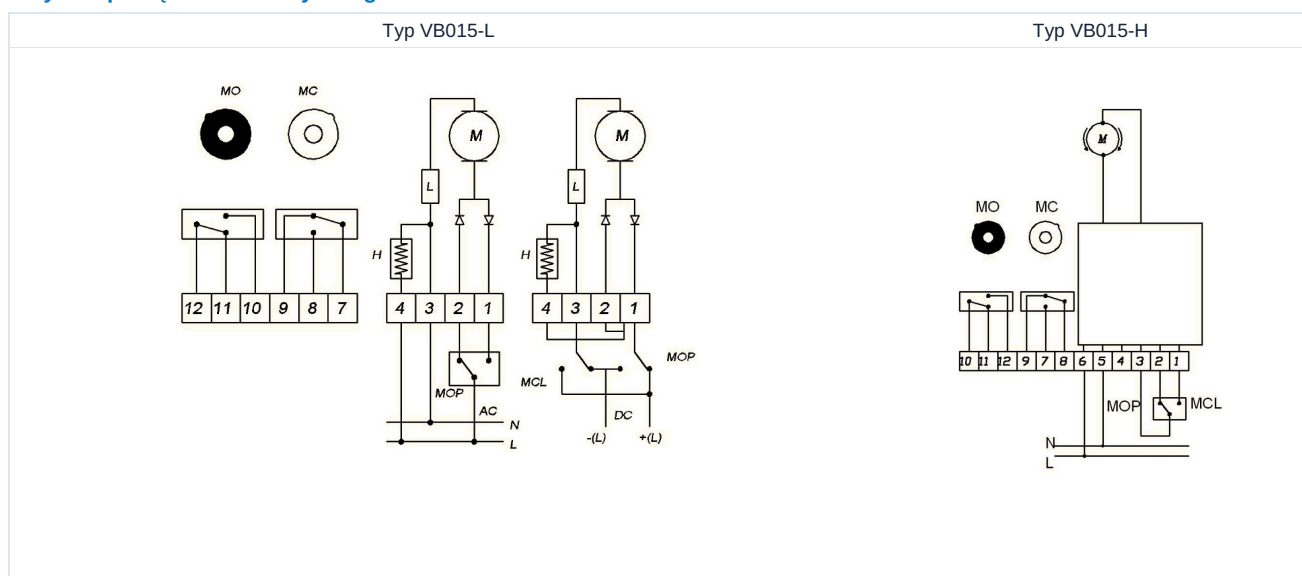 Typ VB015-L
Typ VB015-H
MO MC
M
M
L
L
H
H
12 11 10 9 8 7
4 3 2 1
4 3 2 1
MOP
AC
N
L
MCL
MOP
DC
-(L) +(L)
M
MO MC
10 11 12 9 7 8 6 5 4 3 2 1
MOP
MCL
N
L